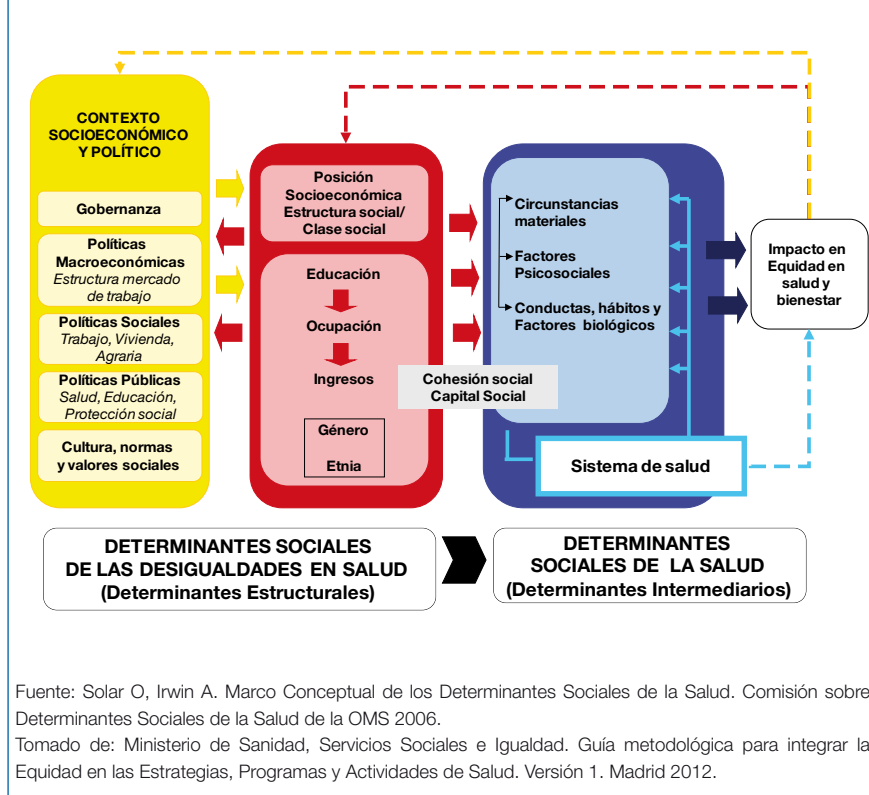 CONTEXTO
SOCIOECONÓMICO
Y POLÍTICO
Gobernanza
Políticas
Macroeconómicas
Estructura mercado
de trabajo
Políticas Sociales
Trabajo, Vivienda,
Agraria
Políticas Públicas
Salud, Educación,
Protección social
Cultura, normas
y valores sociales
Posición
Socioeconómica
Estructura social/
Clase social
Educación
Ocupación
Ingresos
Género
Etnia
Cohesión social
Capital Social
Circunstancias
materiales
Factores
Psicosociales
Conductas, hábitos y
Factores biológicos
Sistema de salud
Impacto en
Equidad en
salud y
bienestar
DETERMINANTES SOCIALES
DE LAS DESIGUALDADES EN SALUD
(Determinantes Estructurales)
DETERMINANTES
SOCIALES DE LA SALUD
(Determinantes Intermediarios)
Fuente: Solar O, Irwin A. Marco Conceptual de los Determinantes Sociales de la Salud. Comisión sobre
Determinantes Sociales de la Salud de la OMS 2006.
Tomado de: Ministerio de Sanidad, Servicios Sociales e Igualdad. Guía metodológica para integrar la
Equidad en las Estrategias, Programas y Actividades de Salud. Versión 1. Madrid 2012.